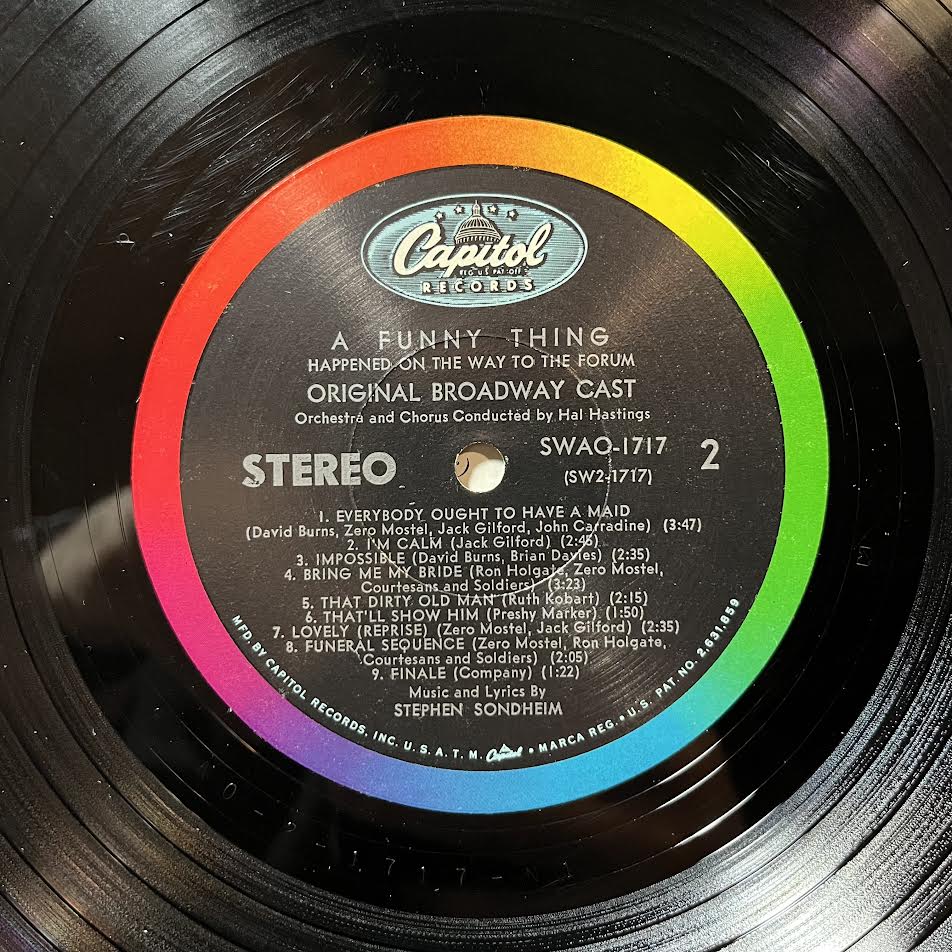 Capitol
REG. U.S. PAT. OFF.
RECORDS
A FUNNY THING
HAPPENED ON THE WAY TO THE FORUM
ORIGINAL BROADWAY CAST
Orchestra and Chorus Conducted by Hal Hastings
STEREO
SWAO-1717
(SW2-1717)
2
1. EVERYBODY OUGHT TO HAVE A MAID
(David Burns, Zero Mostel, Jack Gilford, John Carradine) (3:47)
2. I'M CALM (Jack Gilford) (2:45)
3. IMPOSSIBLE (David Burns, Brian Davies) (2:35)
4. BRING ME MY BRIDE (Ron Holgate, Zero Mostel,
Courtesans and Soldiers) (3:23)
5. THAT DIRTY OLD MAN (Ruth Kobart) (2:15)
6. THAT'LL SHOW HIM (Preshy Marker) (1:50)
7. LOVELY (REPRISE) (Zero Mostel, Jack Gilford) (2:35)
8. FUNERAL SEQUENCE (Zero Mostel, Ron Holgate,
Courtesans and Soldiers) (2:05)
9. FINALE (Company) (1:22)
Music and Lyrics By
STEPHEN SONDHEIM
MFD. BY CAPITOL RECORDS, INC. U.S.A. T.M. Capitol • MARCA REG. • U.S. PAT. NO. 2,631,859
-1717-N1